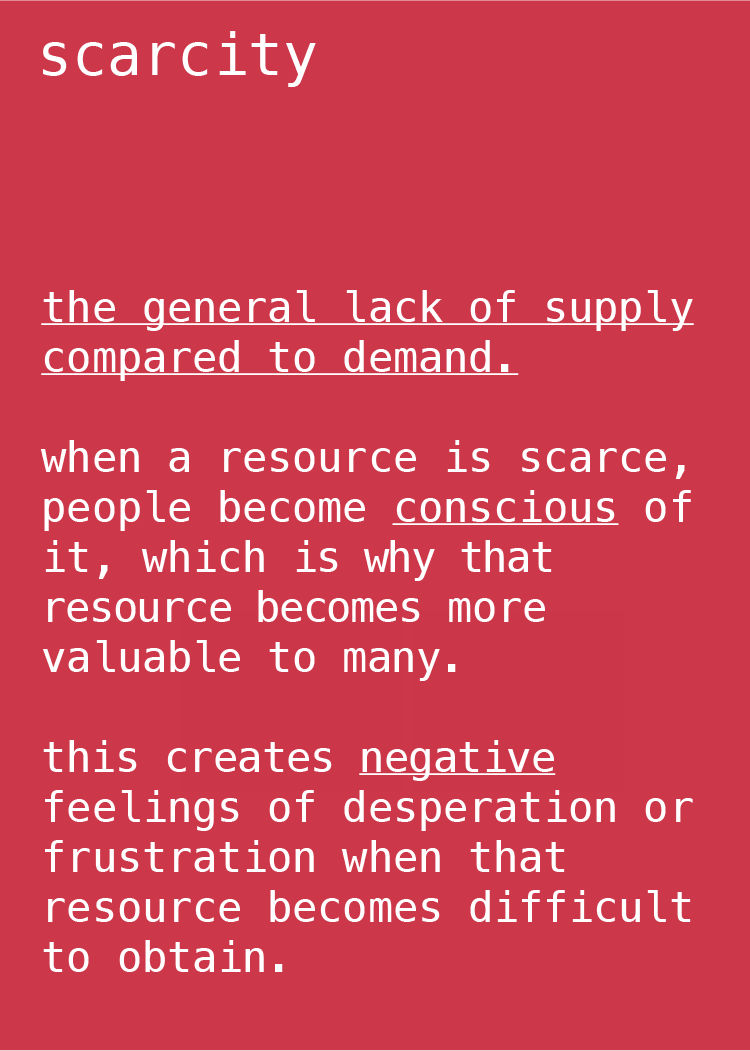 scarcity
the general lack of supply
compared to demand.
when a resource is scarce,
people become conscious of
it, which is why that
resource becomes more
valuable to many.
this creates negative
feelings of desperation or
frustration when that
resource becomes difficult
to obtain.